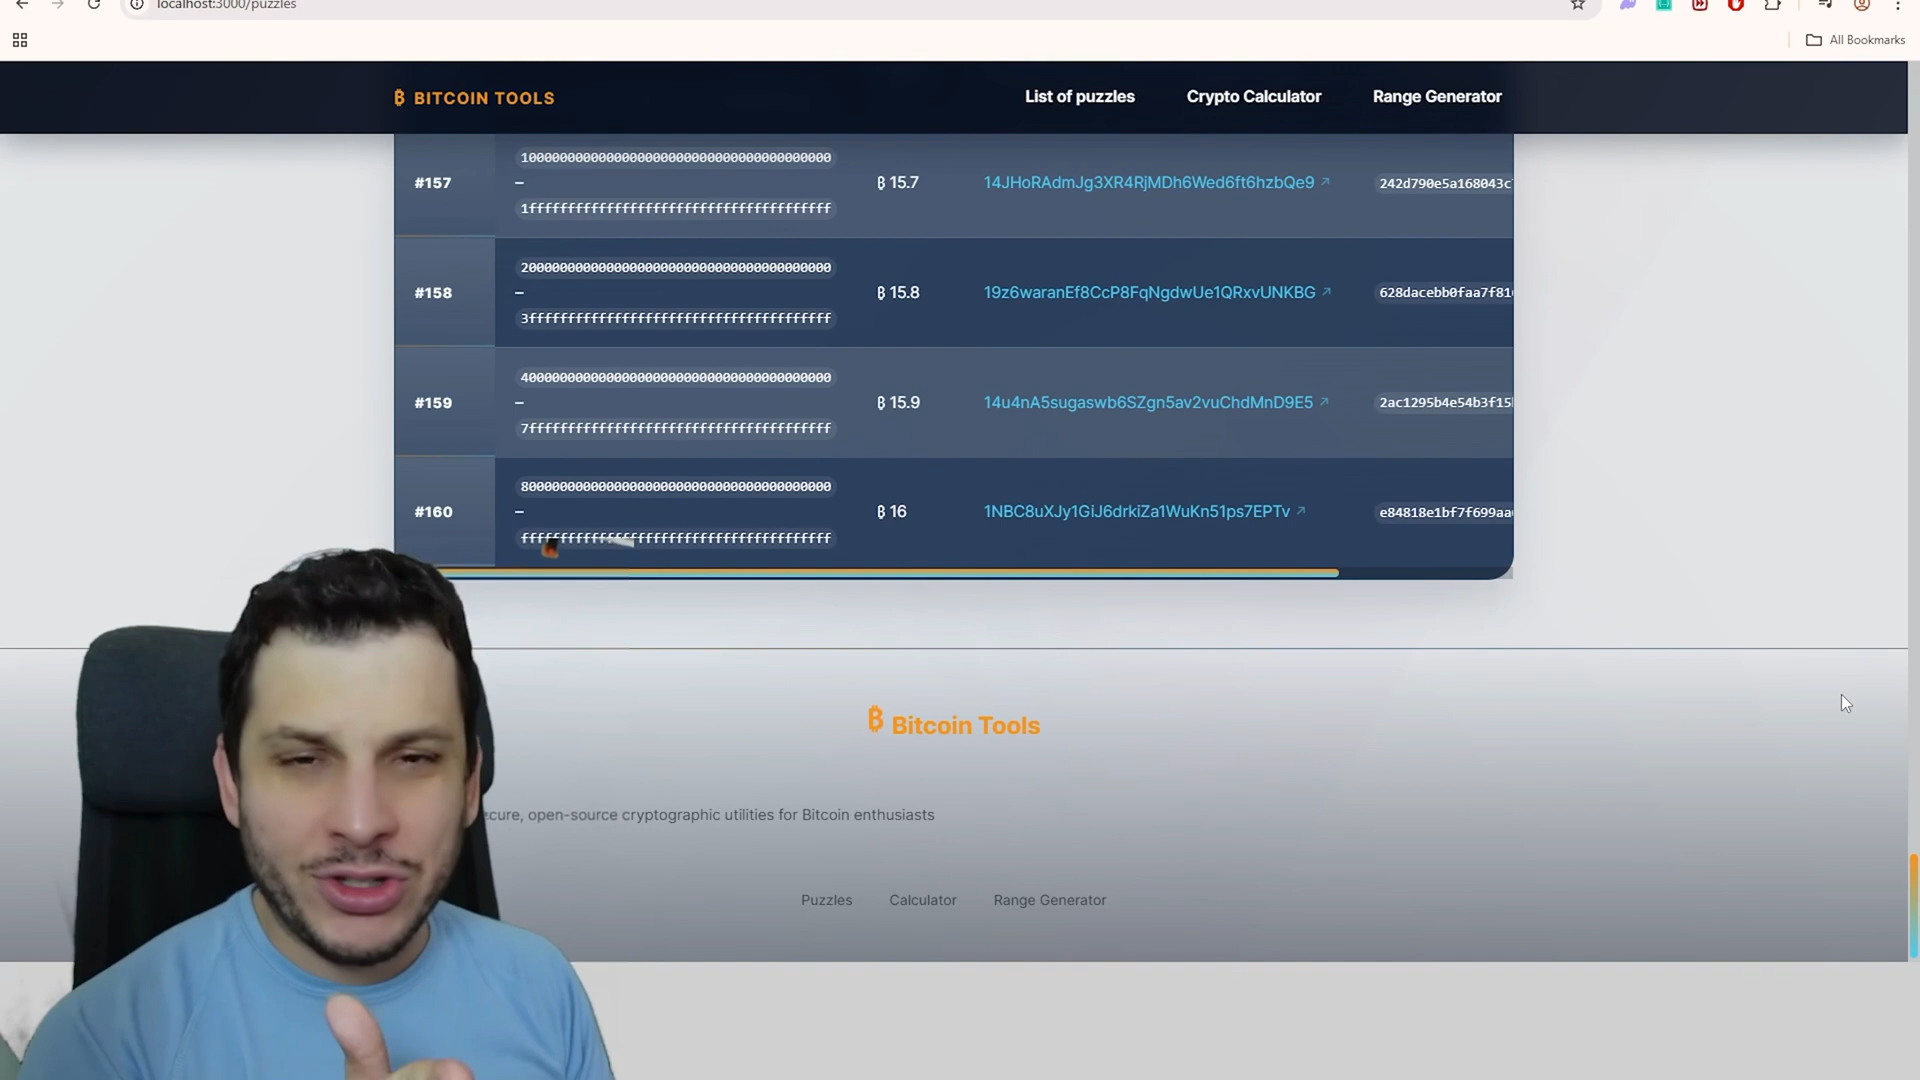 localhost:3000/puzzles
All Bookmarks
BITCOIN TOOLS
List of puzzles
Crypto Calculator
Range Generator
#157
1000000000000000000000000000000000000000
–
1fffffffffffffffffffffffffffffffffffffff
₿ 15.7
14JHoRAdmJg3XR4RjMDh6Wed6ft6hzbQe9 ↗
242d790e5a168043c
#158
2000000000000000000000000000000000000000
–
3fffffffffffffffffffffffffffffffffffffff
₿ 15.8
19z6waranEf8CcP8FqNgdwUe1QRxvUNKBG ↗
628dacebb0faa7f81
#159
4000000000000000000000000000000000000000
–
7fffffffffffffffffffffffffffffffffffffff
₿ 15.9
14u4nA5sugaswb6SZgn5av2vuChdMnD9E5 ↗
2ac1295b4e54b3f15
#160
8000000000000000000000000000000000000000
–
ffffffffffffffffffffffffffffffffffffffff
₿ 16
1NBC8uXJy1GiJ6drkiZa1WuKn51ps7EPTv ↗
e84818e1bf7f699aa
Bitcoin Tools
cure, open-source cryptographic utilities for Bitcoin enthusiasts
Puzzles
Calculator
Range Generator